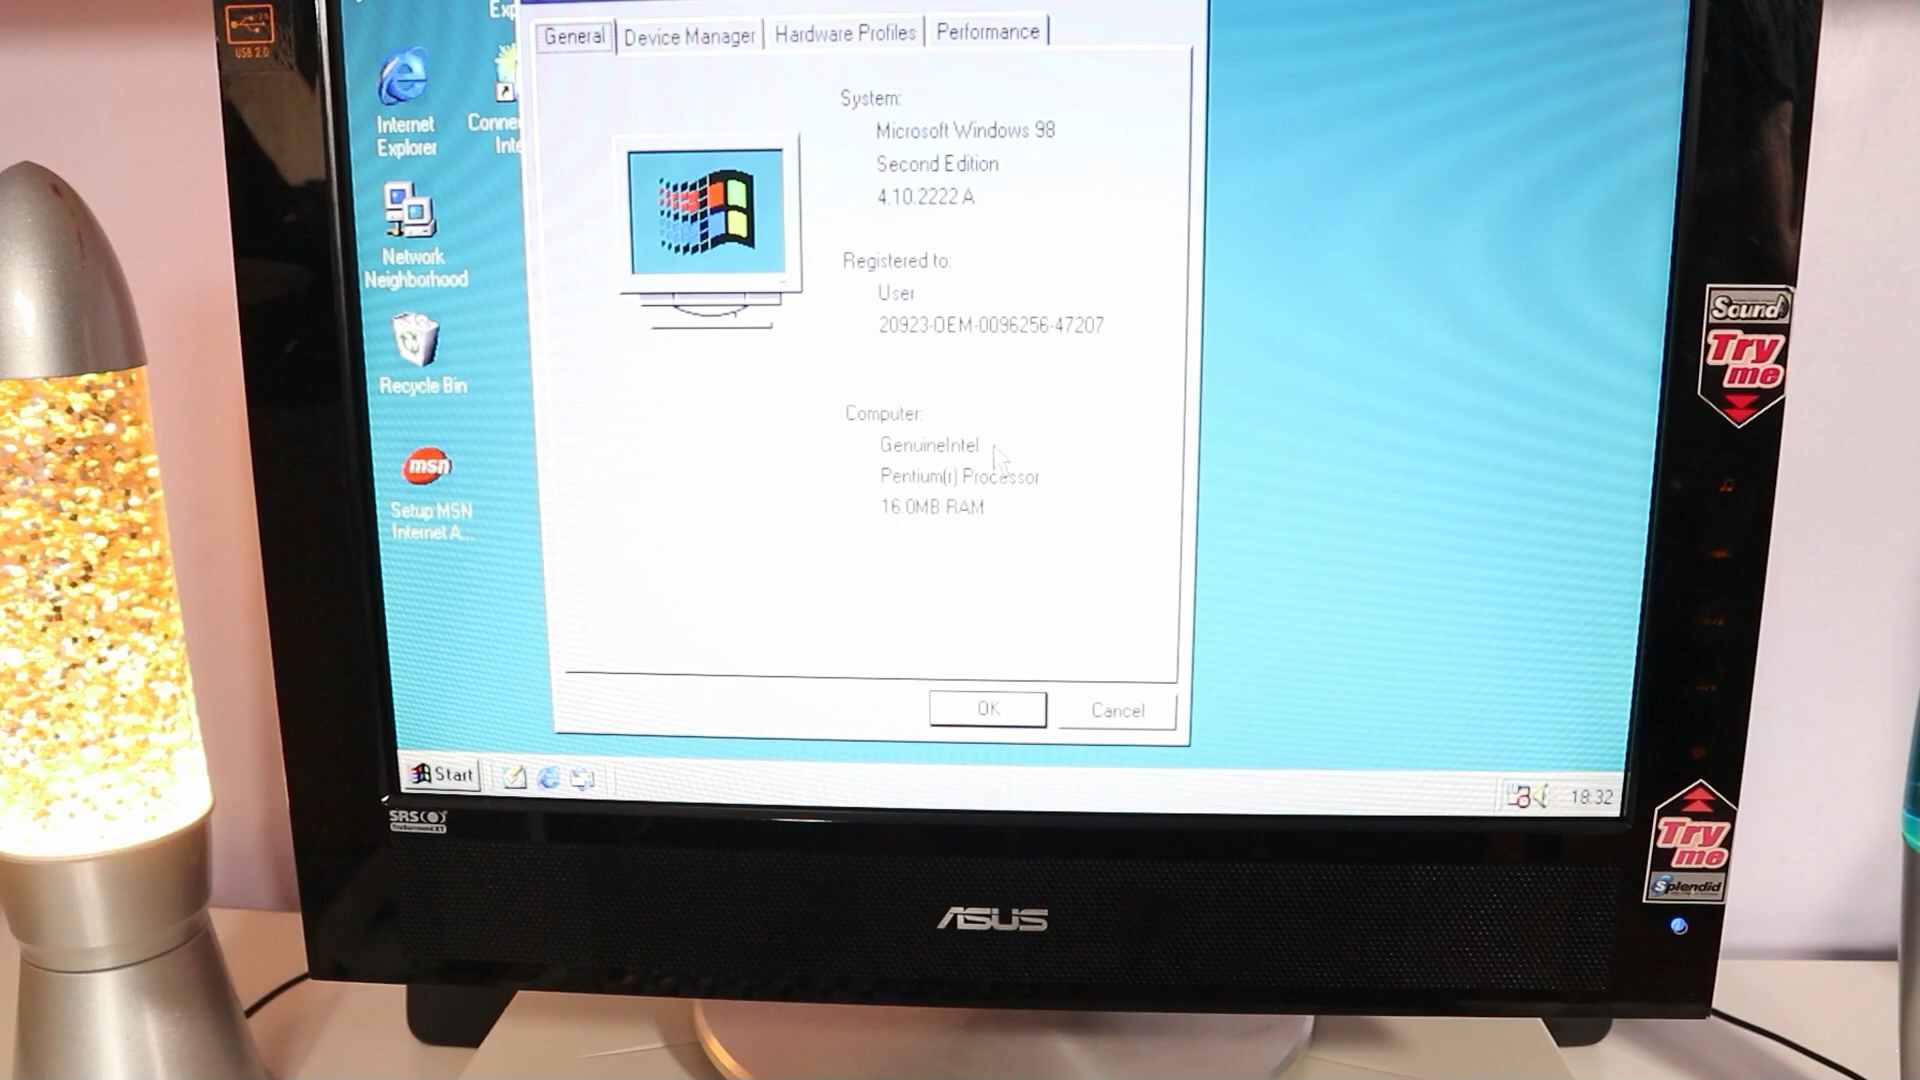 USB 2.0
Exp
General
Device Manager
Hardware Profiles
Performance
Internet
Explorer
Conne
Inte
Network
Neighborhood
Recycle Bin
msn
Setup MSN
Internet A...
System:
Microsoft Windows 98
Second Edition
4.10.2222 A
Registered to:
User
20923-OEM-0096256-47207
Computer:
GenuineIntel
Pentium(r) Processor
16.0MB RAM
OK
Cancel
Start
18:32
Sound
Try
me
SRS
Try
me
Splendid
ASUS